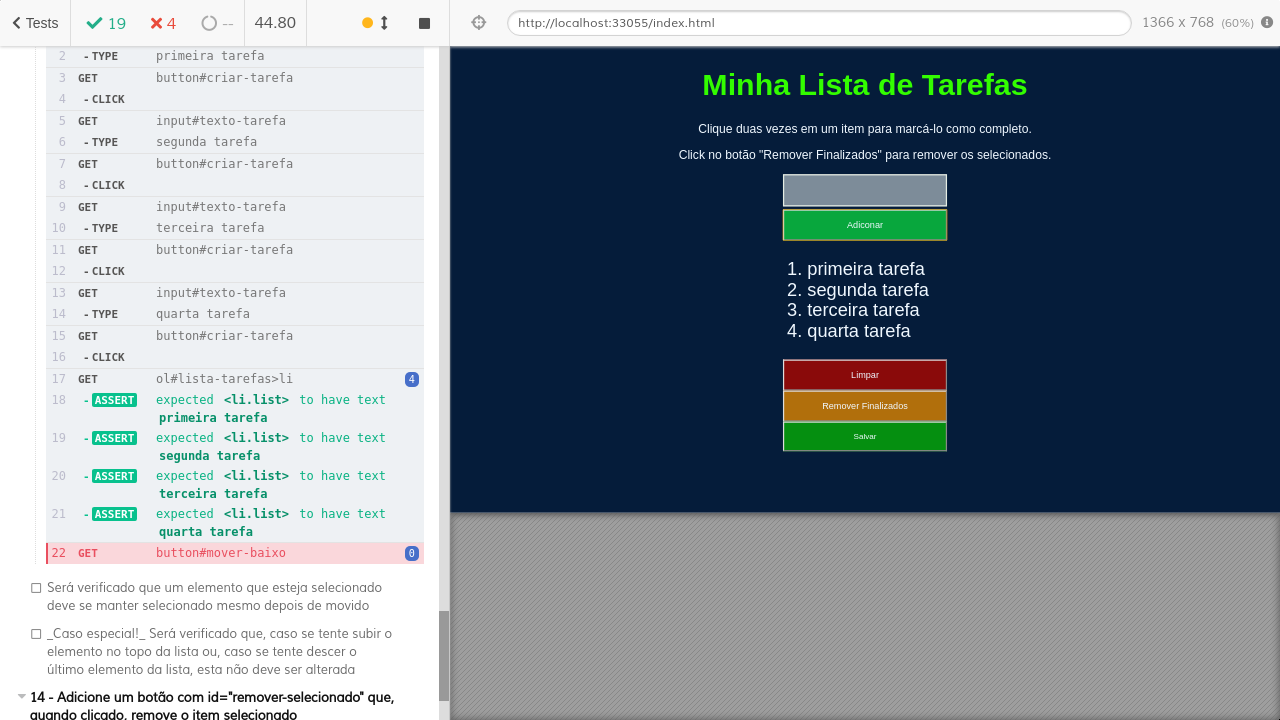 Tests 19 4 -- 44.80 http://localhost:33055/index.html 1366 x 768 (60%)
2 - TYPE primeira tarefa
3 GET button#criar-tarefa
4 - CLICK
5 GET input#texto-tarefa
6 - TYPE segunda tarefa
7 GET button#criar-tarefa
8 - CLICK
9 GET input#texto-tarefa
10 - TYPE terceira tarefa
11 GET button#criar-tarefa
12 - CLICK
13 GET input#texto-tarefa
14 - TYPE quarta tarefa
15 GET button#criar-tarefa
16 - CLICK
17 GET ol#lista-tarefas>li 4
18 - ASSERT expected <li.list> to have text
primeira tarefa
19 - ASSERT expected <li.list> to have text
segunda tarefa
20 - ASSERT expected <li.list> to have text
terceira tarefa
21 - ASSERT expected <li.list> to have text
quarta tarefa
22 GET button#mover-baixo 0
Será verificado que um elemento que esteja selecionado
deve se manter selecionado mesmo depois de movido
_Caso especial!_ Será verificado que, caso se tente subir o
elemento no topo da lista ou, caso se tente descer o
último elemento da lista, esta não deve ser alterada
14 - Adicione um botão com id="remover-selecionado" que,
quando clicado, remove o item selecionado
Minha Lista de Tarefas
Clique duas vezes em um item para marcá-lo como completo.
Click no botão "Remover Finalizados" para remover os selecionados.
Adiconar
1. primeira tarefa
2. segunda tarefa
3. terceira tarefa
4. quarta tarefa
Limpar
Remover Finalizados
Salvar